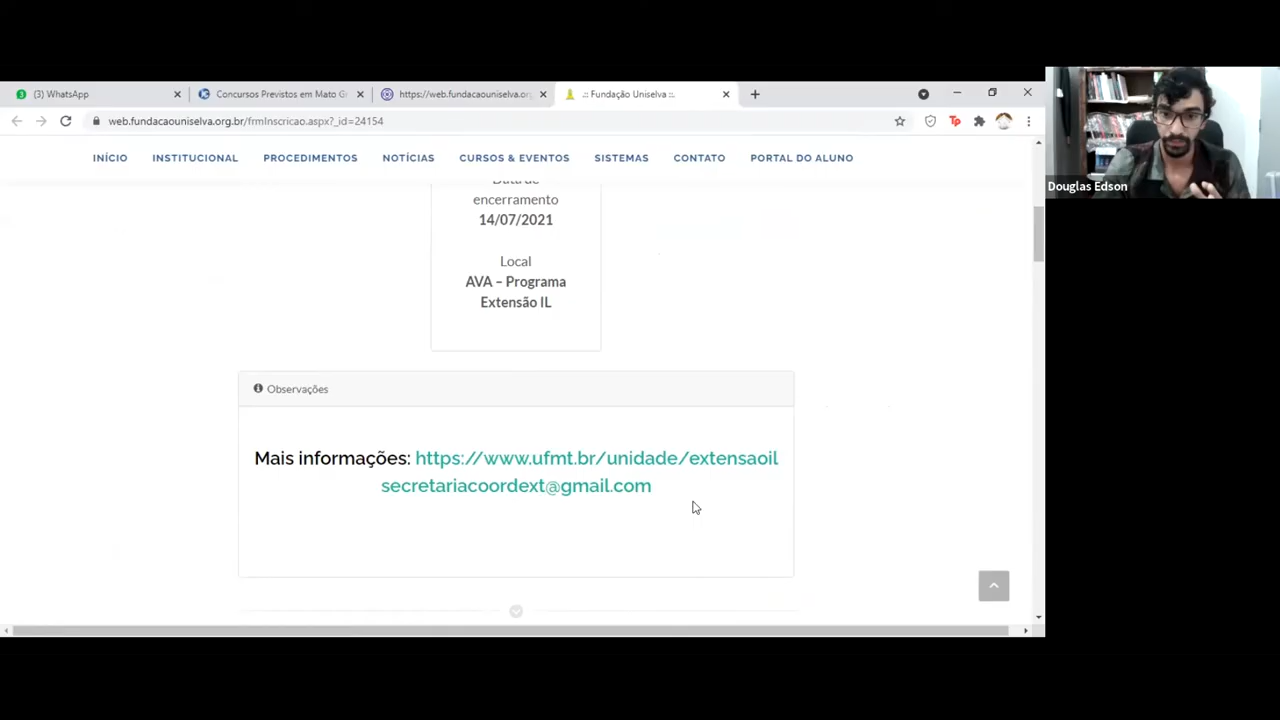 (3) WhatsApp
Concursos Previstos em Mato G
https://web.fundacaouniselva.org
.:: Fundação Uniselva ::.
web.fundacaouniselva.org.br/frmInscricao.aspx?_id=24154
INÍCIO INSTITUCIONAL PROCEDIMENTOS NOTÍCIAS CURSOS & EVENTOS SISTEMAS CONTATO PORTAL DO ALUNO
Data de
encerramento
14/07/2021
Local
AVA – Programa
Extensão IL
Observações
Mais informações: https://www.ufmt.br/unidade/extensaoil
secretariacoordext@gmail.com
Douglas Edson